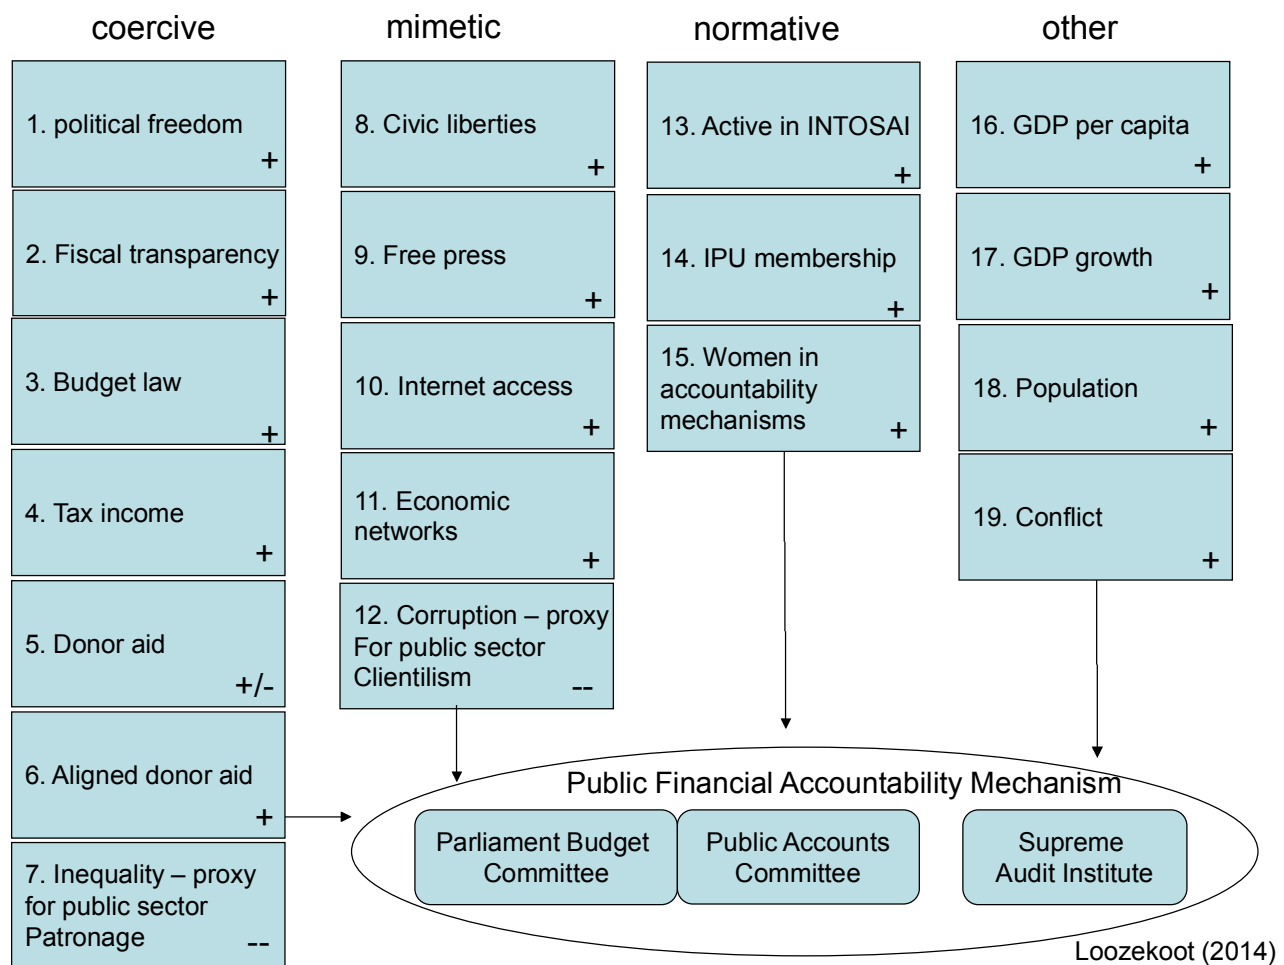 coercive
1. political freedom
+
2. Fiscal transparency
+
3. Budget law
+
4. Tax income
+
5. Donor aid
+/-
6. Aligned donor aid
+
7. Inequality – proxy
for public sector
Patronage
--
mimetic
8. Civic liberties
+
9. Free press
+
10. Internet access
+
11. Economic
networks
+
12. Corruption – proxy
For public sector
Clientilism
--
normative
13. Active in INTOSAI
+
14. IPU membership
+
15. Women in
accountability
mechanisms
+
other
16. GDP per capita
+
17. GDP growth
+
18. Population
+
19. Conflict
+
Public Financial Accountability Mechanism
Parliament Budget
Committee
Public Accounts
Committee
Supreme
Audit Institute
Loozekoot (2014)